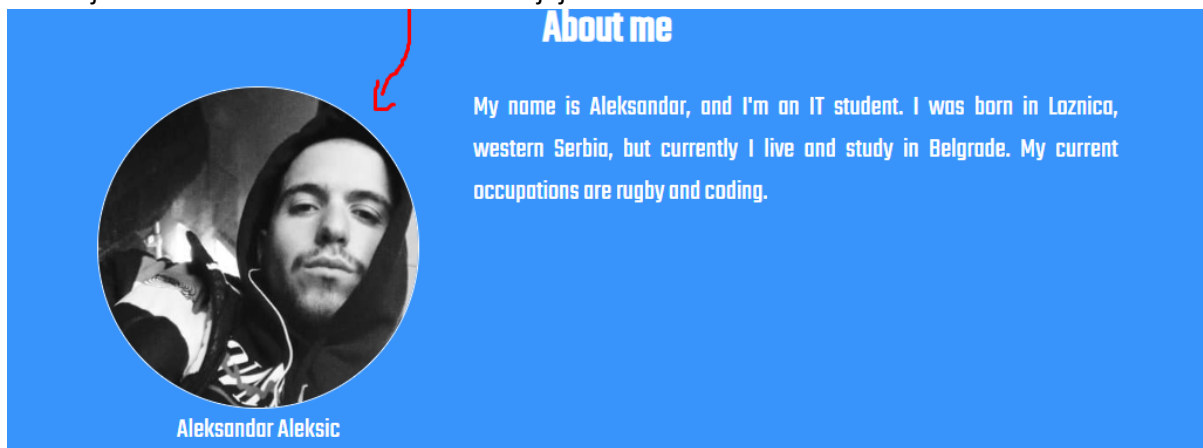 About me
My name is Aleksandar, and I'm an IT student. I was born in Loznica,
western Serbia, but currently I live and study in Belgrade. My current
occupations are rugby and coding.
Aleksandar Aleksic